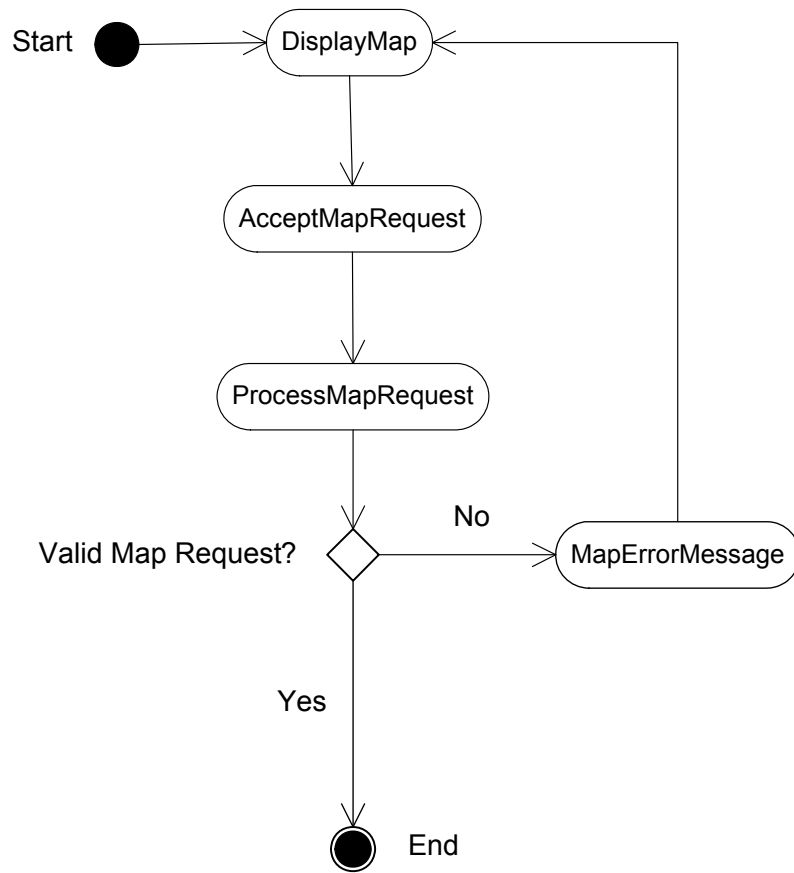 Start
DisplayMap
AcceptMapRequest
ProcessMapRequest
No
Valid Map Request?
MapErrorMessage
Yes
End